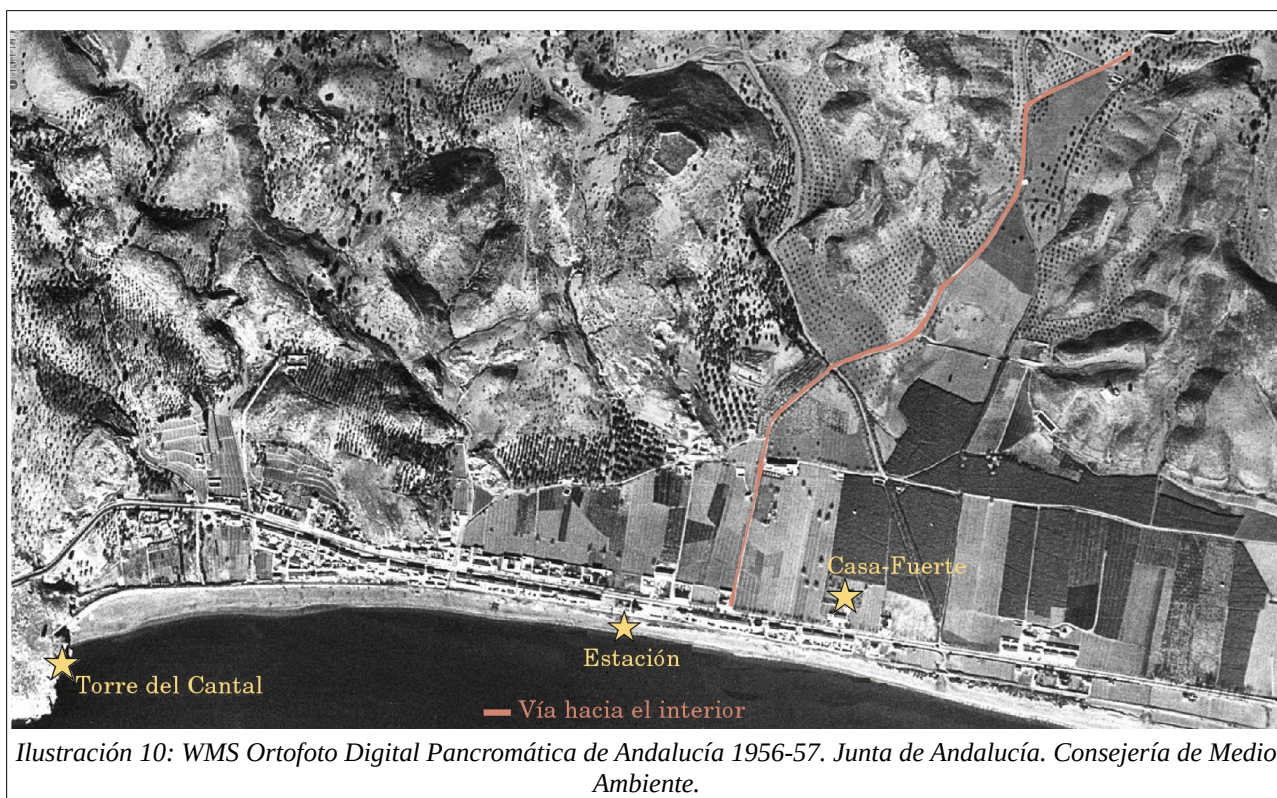 Casa-Fuerte
Estación
Torre del Cantal
Vía hacia el interior
Ilustración 10: WMS Ortofoto Digital Pancromática de Andalucía 1956-57. Junta de Andalucía. Consejería de Medio
Ambiente.